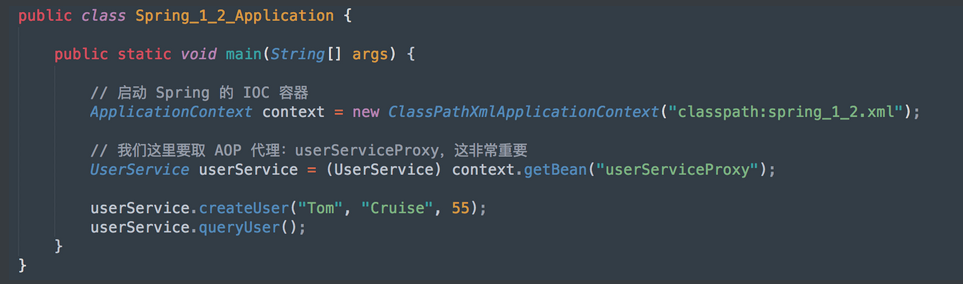 public class Spring_1_2_Application {
public static void main(String[] args) {
// 启动 Spring 的 IOC 容器
ApplicationContext context = new ClassPathXmlApplicationContext("classpath:spring_1_2.xml");
// 我们这里要取 AOP 代理：userServiceProxy，这非常重要
UserService userService = (UserService) context.getBean("userServiceProxy");
userService.createUser("Tom", "Cruise", 55);
userService.queryUser();
}
}